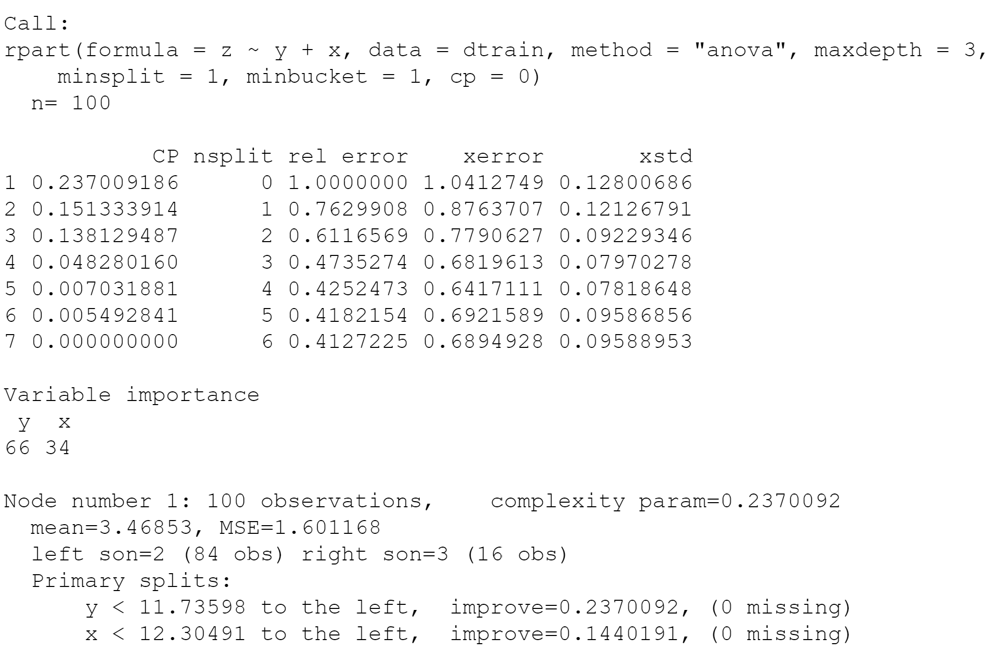 Call:
rpart(formula = z ~ y + x, data = dtrain, method = "anova", maxdepth = 3,
    minsplit = 1, minbucket = 1, cp = 0)
  n= 100

           CP nsplit rel error    xerror       xstd
1 0.237009186      0 1.0000000 1.0412749 0.12800686
2 0.151333914      1 0.7629908 0.8763707 0.12126791
3 0.138129487      2 0.6116569 0.7790627 0.09229346
4 0.048280160      3 0.4735274 0.6819613 0.07970278
5 0.007031881      4 0.4252473 0.6417111 0.07818648
6 0.005492841      5 0.4182154 0.6921589 0.09586856
7 0.000000000      6 0.4127225 0.6894928 0.09588953

Variable importance
 y  x
66 34

Node number 1: 100 observations,    complexity param=0.2370092
  mean=3.46853, MSE=1.601168
  left son=2 (84 obs) right son=3 (16 obs)
  Primary splits:
      y < 11.73598 to the left,  improve=0.2370092, (0 missing)
      x < 12.30491 to the left,  improve=0.1440191, (0 missing)